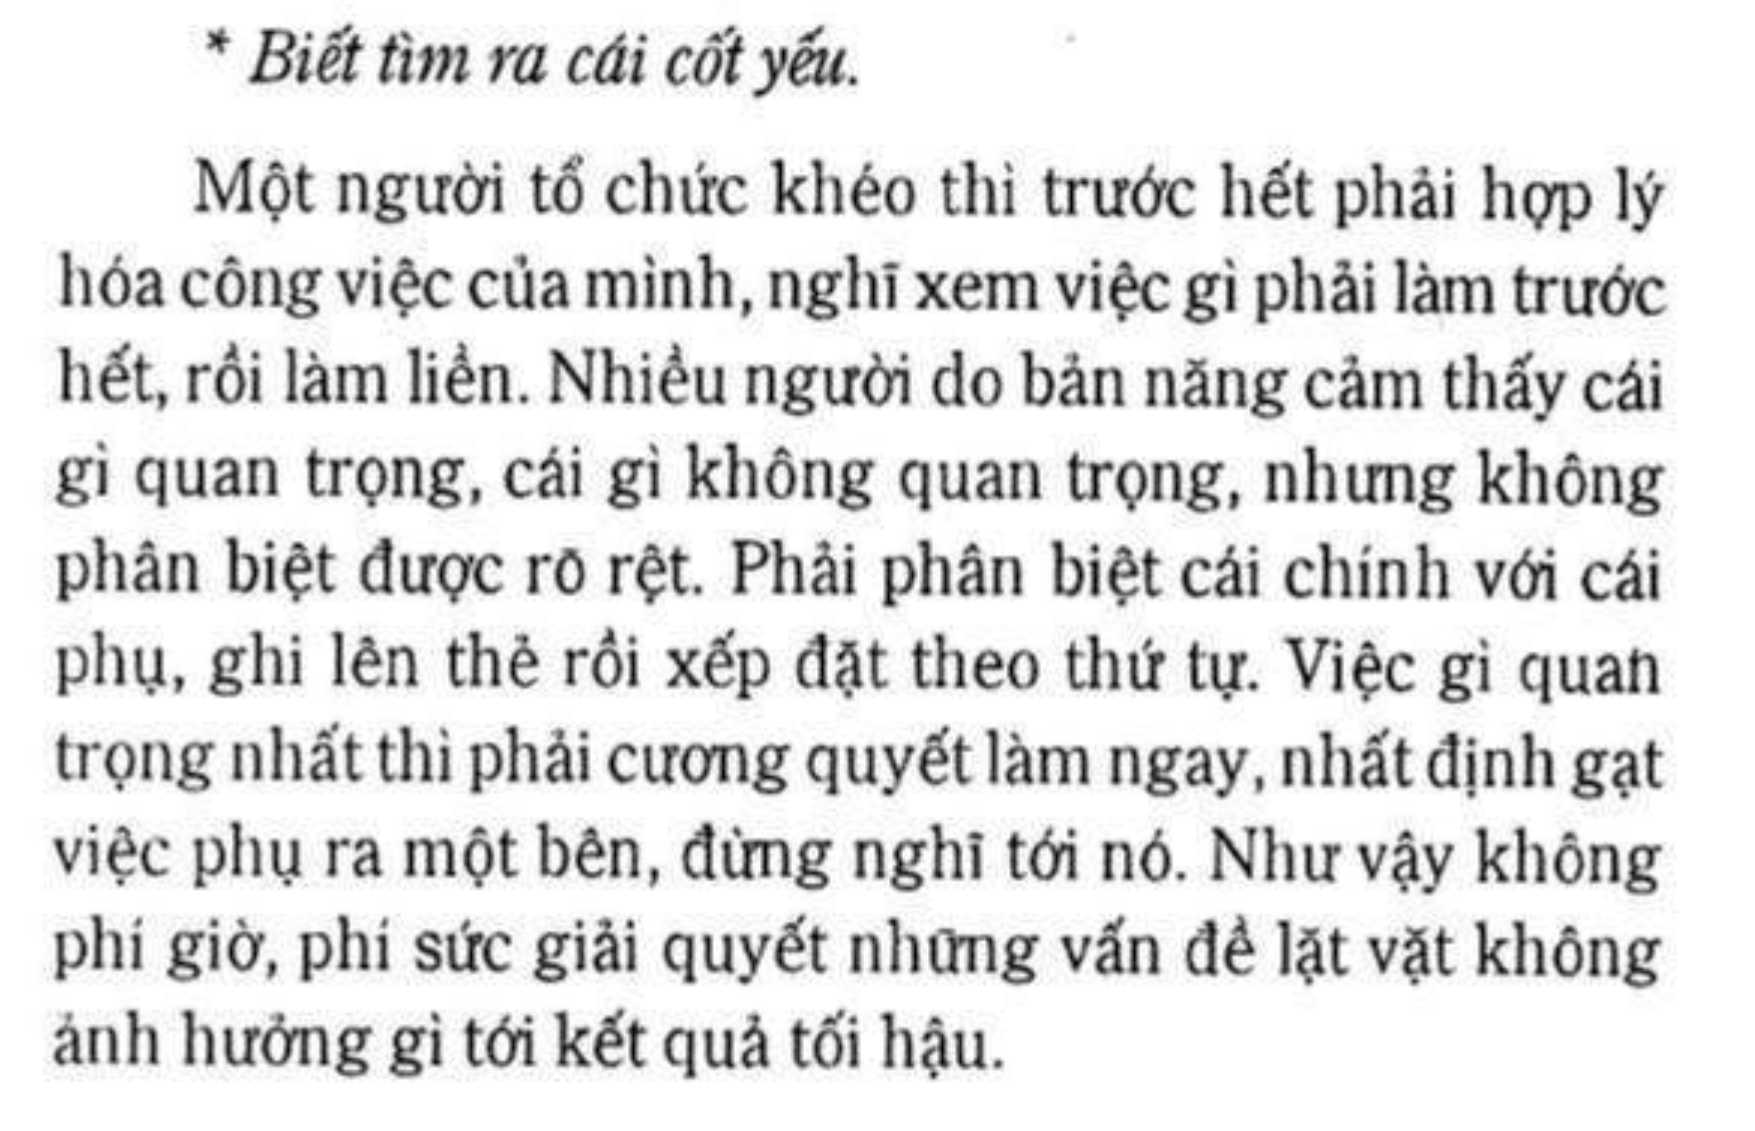 * Biết tìm ra cái cốt yếu.
Một người tổ chức khéo thì trước hết phải hợp lý
hóa công việc của mình, nghĩ xem việc gì phải làm trước
hết, rồi làm liền. Nhiều người do bản năng cảm thấy cái
gì quan trọng, cái gì không quan trọng, nhưng không
phân biệt được rõ rệt. Phải phân biệt cái chính với cái
phụ, ghi lên thẻ rồi xếp đặt theo thứ tự. Việc gì quan
trọng nhất thì phải cương quyết làm ngay, nhất định gạt
việc phụ ra một bên, đừng nghĩ tới nó. Như vậy không
phí giờ, phí sức giải quyết những vấn đề lặt vặt không
ảnh hưởng gì tới kết quả tối hậu.